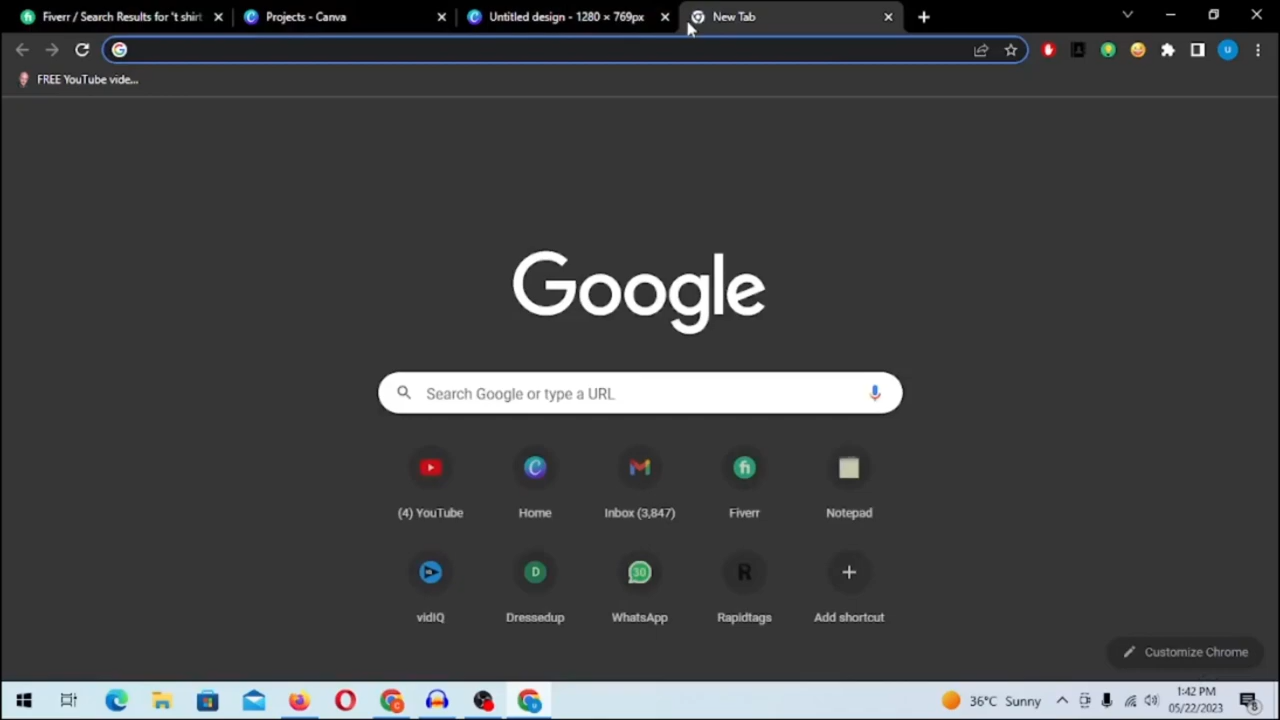 Fiverr / Search Results for 't shirt
Projects - Canva
Untitled design - 1280 × 769px
New Tab
FREE YouTube vide...
Google
Search Google or type a URL
(4) YouTube
Home
Inbox (3,847)
Fiverr
Notepad
vidIQ
Dressedup
WhatsApp
Rapidtags
Add shortcut
Customize Chrome
36°C Sunny
1:42 PM
05/22/2023